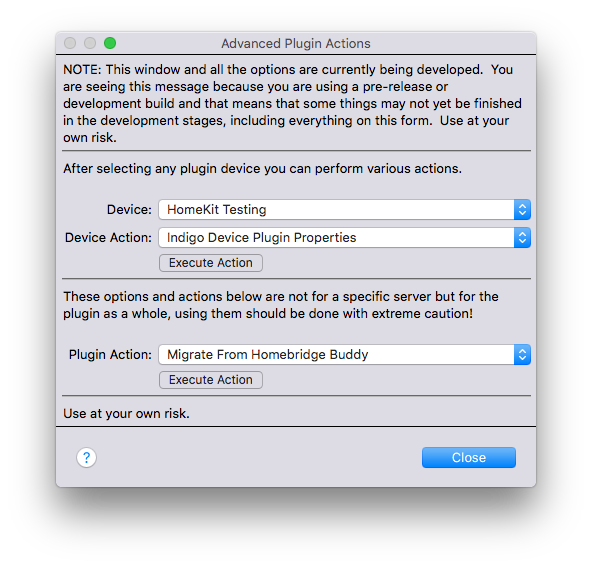 Advanced Plugin Actions
NOTE: This window and all the options are currently being developed.  You
are seeing this message because you are using a pre-release or
development build and that means that some things may not yet be finished
in the development stages, including everything on this form.  Use at your
own risk.
After selecting any plugin device you can perform various actions.
Device: HomeKit Testing
Device Action: Indigo Device Plugin Properties
Execute Action
These options and actions below are not for a specific server but for the
plugin as a whole, using them should be done with extreme caution!
Plugin Action: Migrate From Homebridge Buddy
Execute Action
Use at your own risk.
? Close